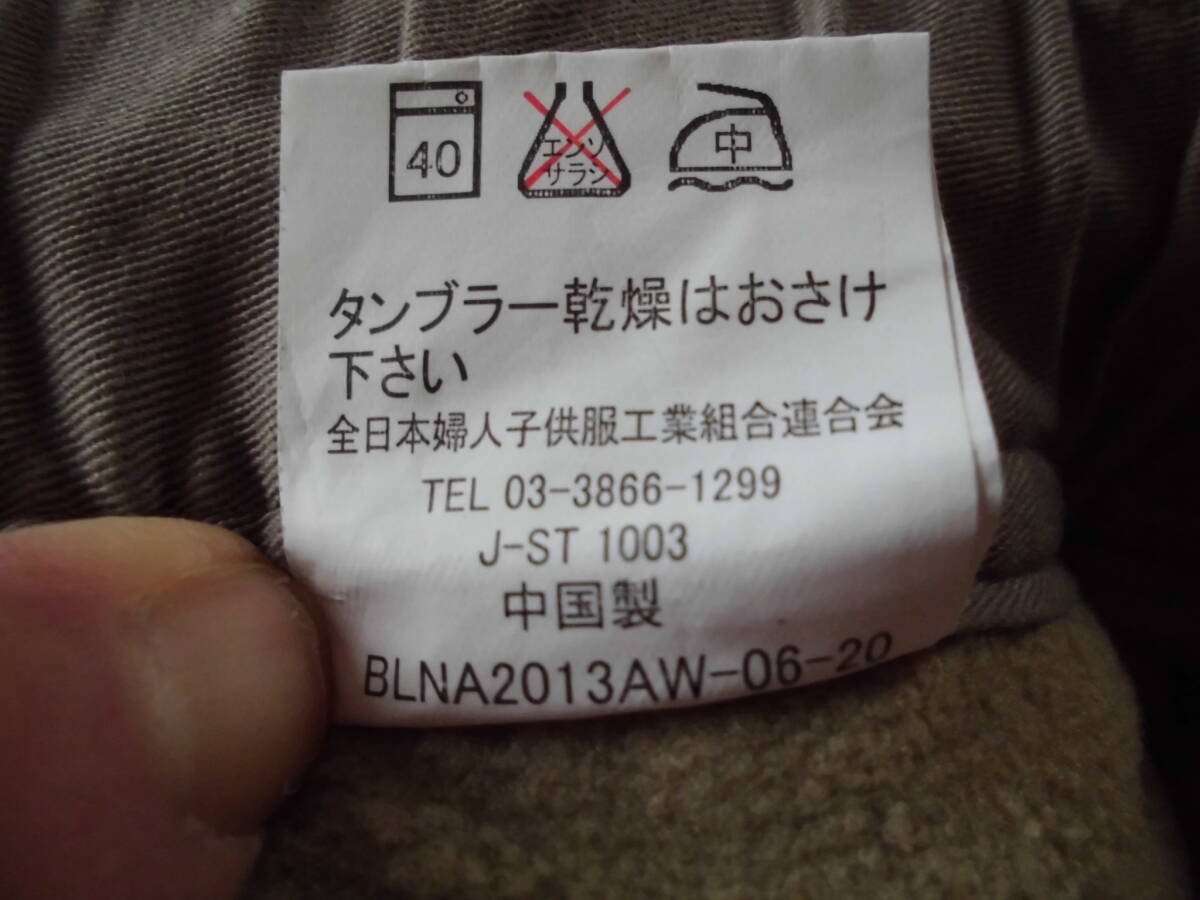 40
エンソ
サラシ
中
タンブラー乾燥はおさけ
下さい
全日本婦人子供服工業組合連合会
TEL 03-3866-1299
J-ST 1003
中国製
BLNA2013AW-06-20